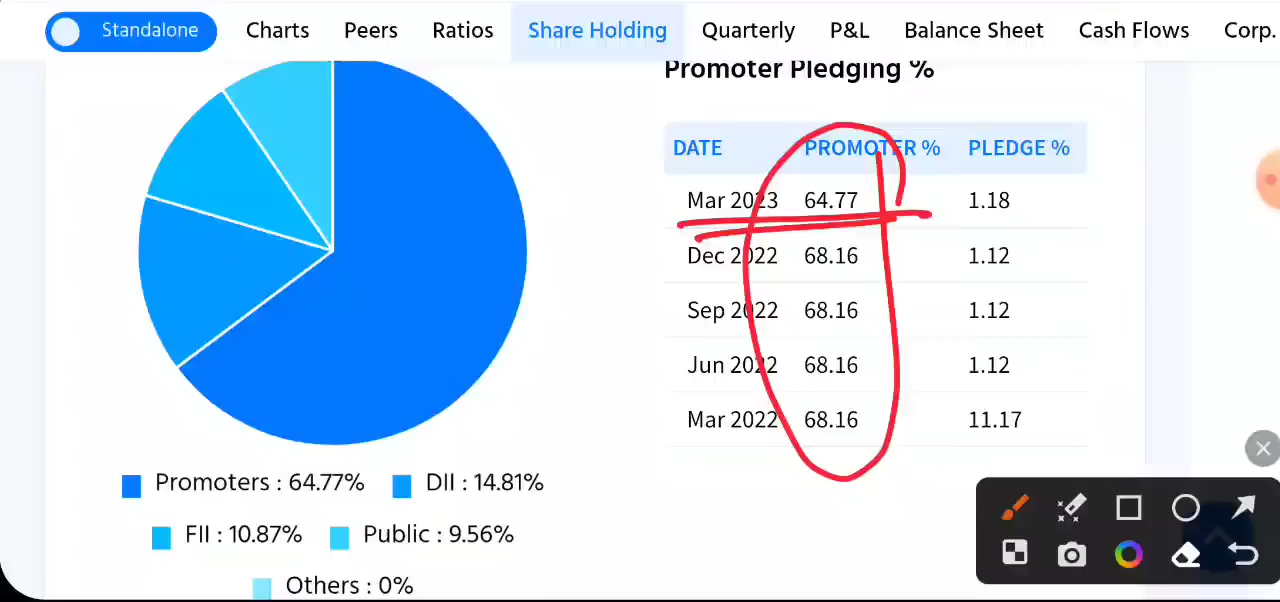 Standalone Charts Peers Ratios Share Holding Quarterly P&L Balance Sheet Cash Flows Corp.
Promoter Pledging %
DATE PROMOTER % PLEDGE %
Mar 2023 64.77 1.18
Dec 2022 68.16 1.12
Sep 2022 68.16 1.12
Jun 2022 68.16 1.12
Mar 2022 68.16 11.17
Promoters : 64.77% DII : 14.81%
FII : 10.87% Public : 9.56%
Others : 0%